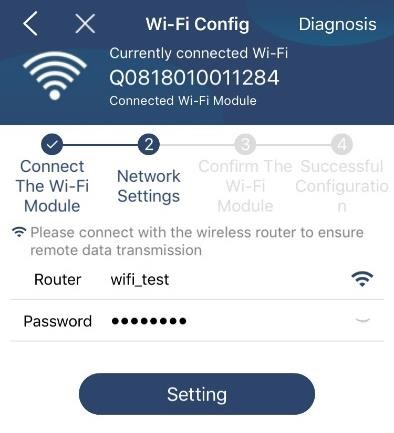 Wi-Fi Config Diagnosis
Currently connected Wi-Fi
Q0818010011284
Connected Wi-Fi Module
2 3 4
Connect
The Wi-Fi
Module
Network
Settings
Confirm The
Wi-Fi
Module
Successful
Configuratio
n
Please connect with the wireless router to ensure
remote data transmission
Router wifi_test
Password ●●●●●●●●
Setting